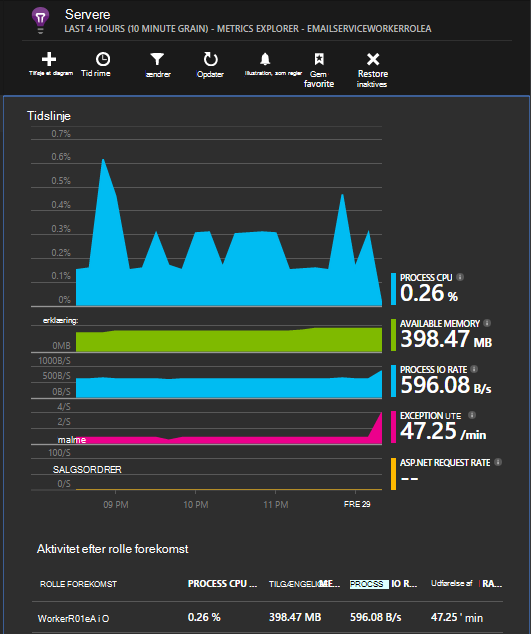 Servere
LAST 4 HOURS (10 MINUTE GRAIN) - METRICS EXPLORER - EMAILSERVICEWORKERROLEA
Tilføje et diagram
Tid rime
ændrer
Opdater
Illustration, som regler
Gem favorite
Restore inaktives
Tidslinje
0.7%
0.6%
0.5%
0.4%
0.3%
0.2%
0.1%
0%
PROCESS CPU
0.26 %
erklæring:
0MB
AVAILABLE MEMORY
398.47 MB
1000B/S
500B/S
0B/S
PROCESS IO RATE
596.08 B/s
4/S
2/S
malme
EXCEPTION UTE
47.25 /min
100/S
SALGSORDRER
0/S
ASP.NET REQUEST RATE
--
09 PM 10 PM 11 PM FRE 29
Aktivitet efter rolle forekomst
ROLLE FOREKOMST PROCESS CPU ... TILGÆNGELIG ME... PROCSS IO R... Udførelse af RA...
WorkerR01eA i O 0.26 % 398.47 MB 596.08 B/s 47.25 ' min